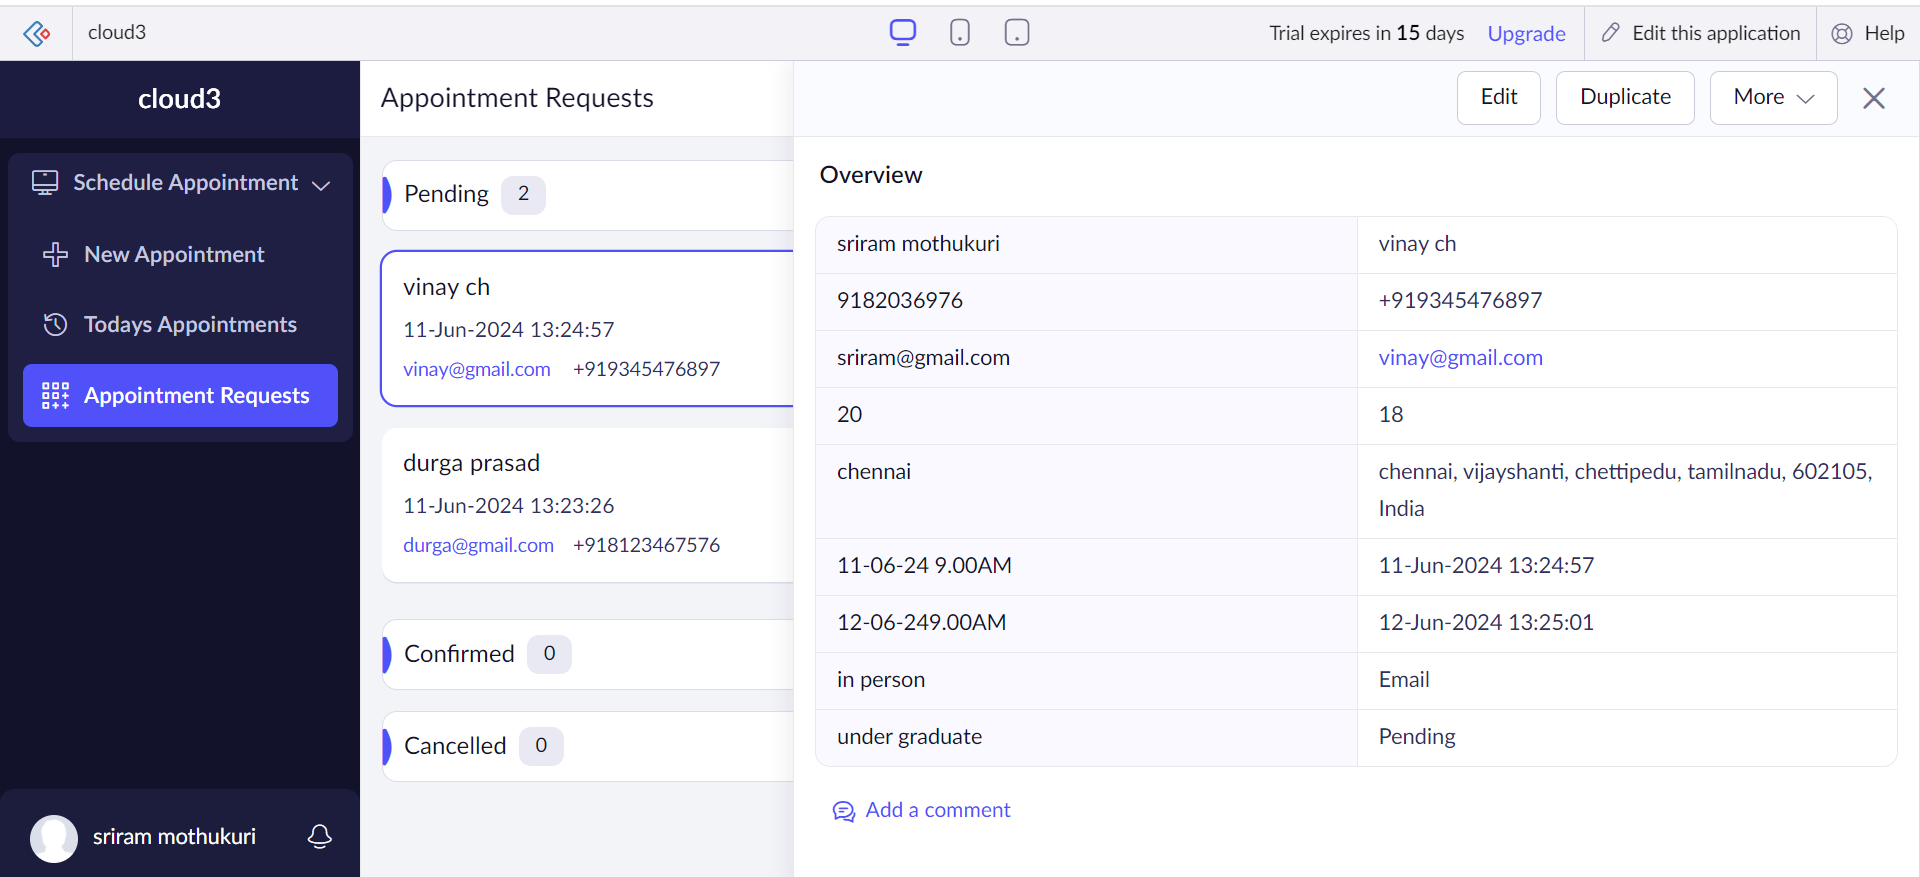 cloud3
Trial expires in 15 days
Upgrade
Edit this application
Help
cloud3
Schedule Appointment
New Appointment
Todays Appointments
Appointment Requests
sriram mothukuri
Appointment Requests
Pending 2
vinay ch
11-Jun-2024 13:24:57
vinay@gmail.com +919345476897
durga prasad
11-Jun-2024 13:23:26
durga@gmail.com +918123467576
Confirmed 0
Cancelled 0
Edit
Duplicate
More
Overview
sriram mothukuri vinay ch
9182036976 +919345476897
sriram@gmail.com vinay@gmail.com
20 18
chennai chennai, vijayshanti, chettipedu, tamilnadu, 602105,
India
11-06-24 9.00AM 11-Jun-2024 13:24:57
12-06-249.00AM 12-Jun-2024 13:25:01
in person Email
under graduate Pending
Add a comment